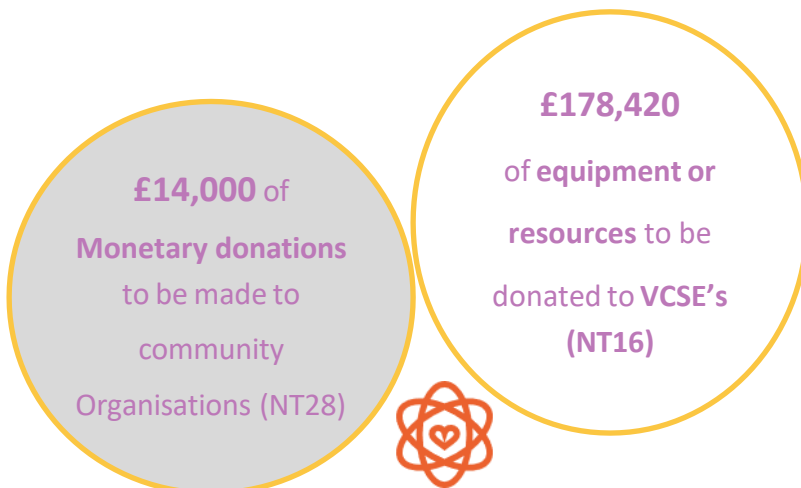 £14,000 of
Monetary donations
to be made to
community
Organisations (NT28)
£178,420
of equipment or
resources to be
donated to VCSE’s
(NT16)